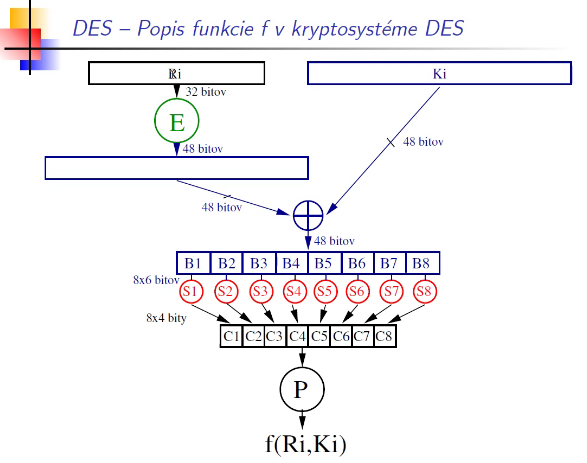 DES – Popis funkcie f v kryptosystéme DES
Ri Ki
32 bitov
E
48 bitov
48 bitov
48 bitov
48 bitov
B1 B2 B3 B4 B5 B6 B7 B8
8x6 bitov
S1 S2 S3 S4 S5 S6 S7 S8
8x4 bity
C1 C2 C3 C4 C5 C6 C7 C8
P
f(Ri,Ki)